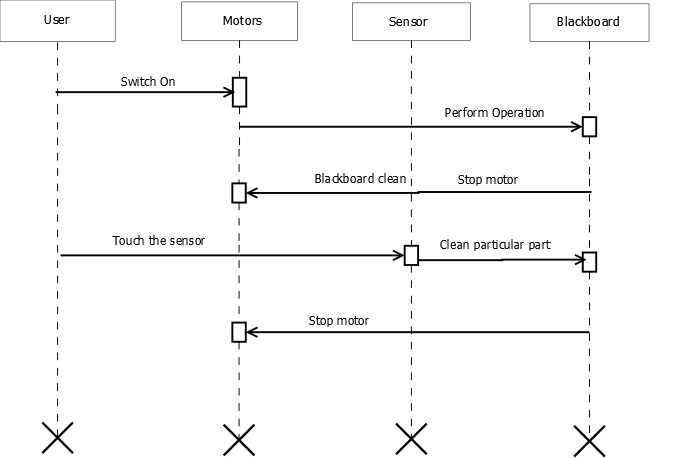 User
Motors
Sensor
Blackboard
Switch On
Perform Operation
Blackboard clean
Stop motor
Touch the sensor
Clean particular part
Stop motor